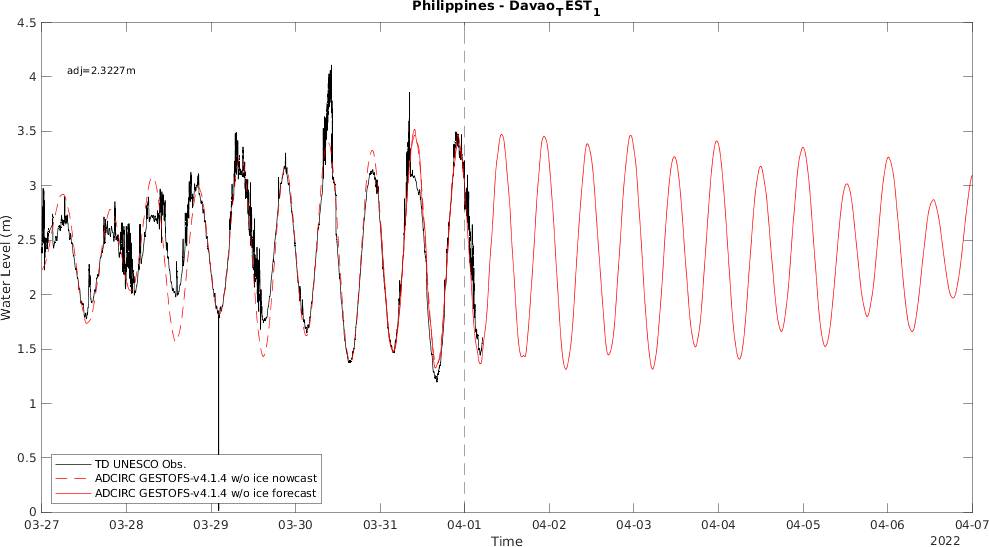 Philippines - Davao_TEST_1
4.5
adj=2.3227m
4
3.5
3
2.5
2
1.5
1
0.5
0
Water Level (m)
TD UNESCO Obs.
ADCIRC GESTOFS-v4.1.4 w/o ice nowcast
ADCIRC GESTOFS-v4.1.4 w/o ice forecast
03-27 03-28 03-29 03-30 03-31 04-01 04-02 04-03 04-04 04-05 04-06 04-07
Time
2022